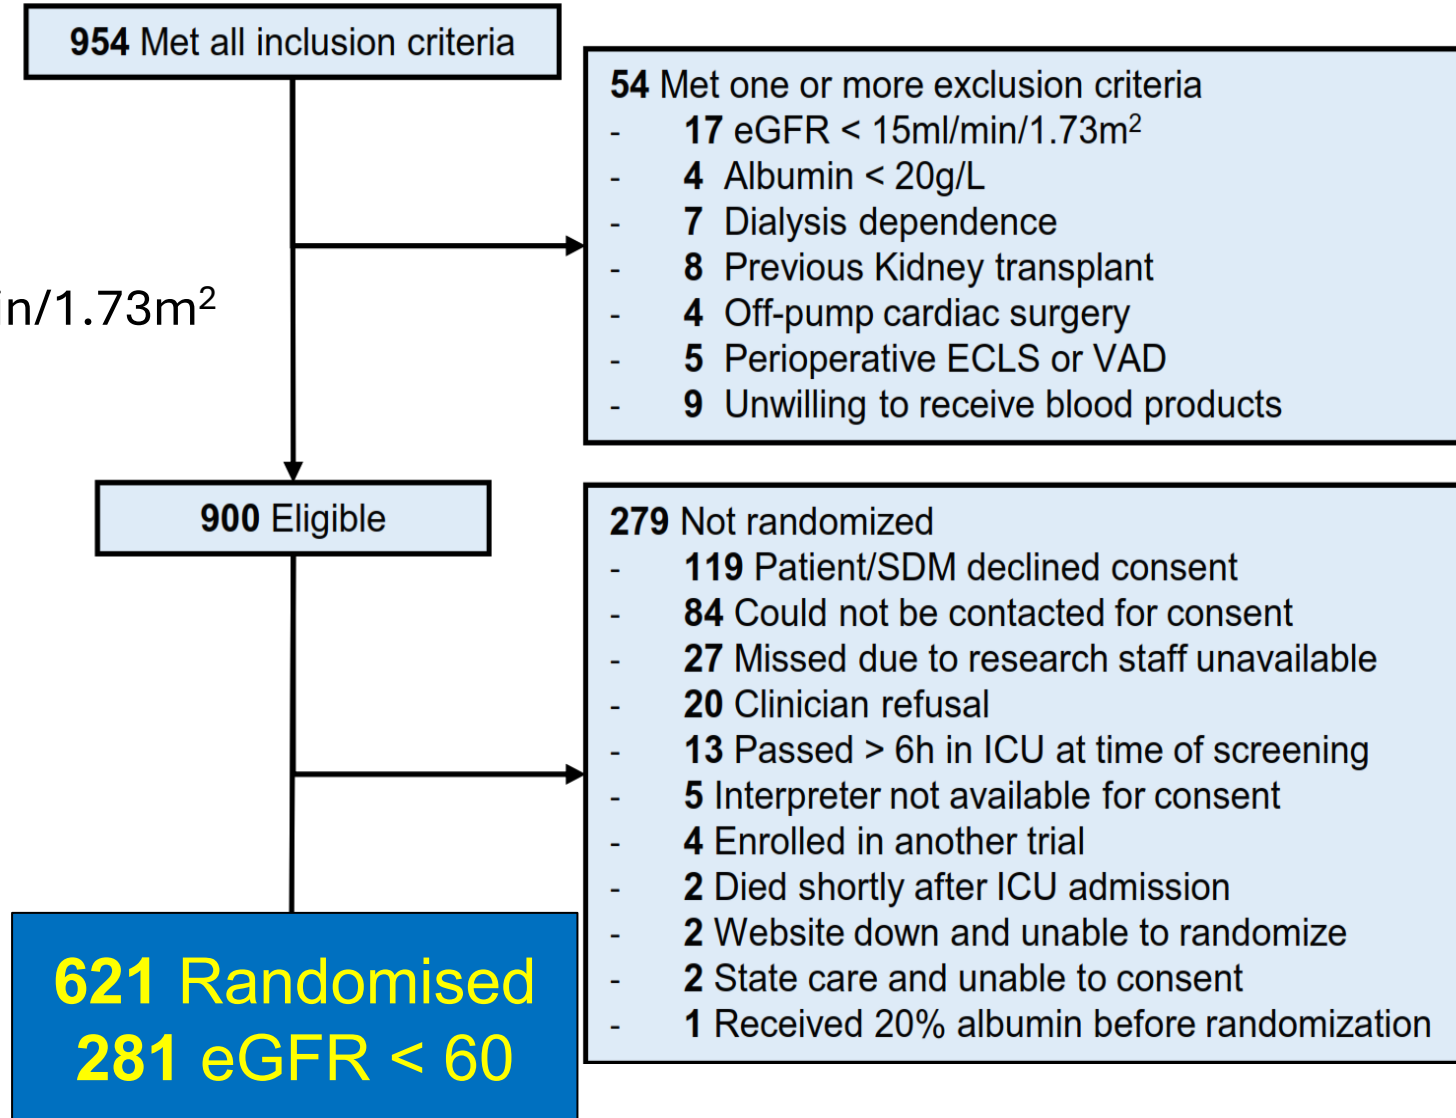 954 Met all inclusion criteria
54 Met one or more exclusion criteria
- 17 eGFR < 15ml/min/1.73m²
- 4 Albumin < 20g/L
- 7 Dialysis dependence
- 8 Previous Kidney transplant
- 4 Off-pump cardiac surgery
- 5 Perioperative ECLS or VAD
- 9 Unwilling to receive blood products
in/1.73m²
900 Eligible
279 Not randomized
- 119 Patient/SDM declined consent
- 84 Could not be contacted for consent
- 27 Missed due to research staff unavailable
- 20 Clinician refusal
- 13 Passed > 6h in ICU at time of screening
- 5 Interpreter not available for consent
- 4 Enrolled in another trial
- 2 Died shortly after ICU admission
- 2 Website down and unable to randomize
- 2 State care and unable to consent
- 1 Received 20% albumin before randomization
621 Randomised
281 eGFR < 60